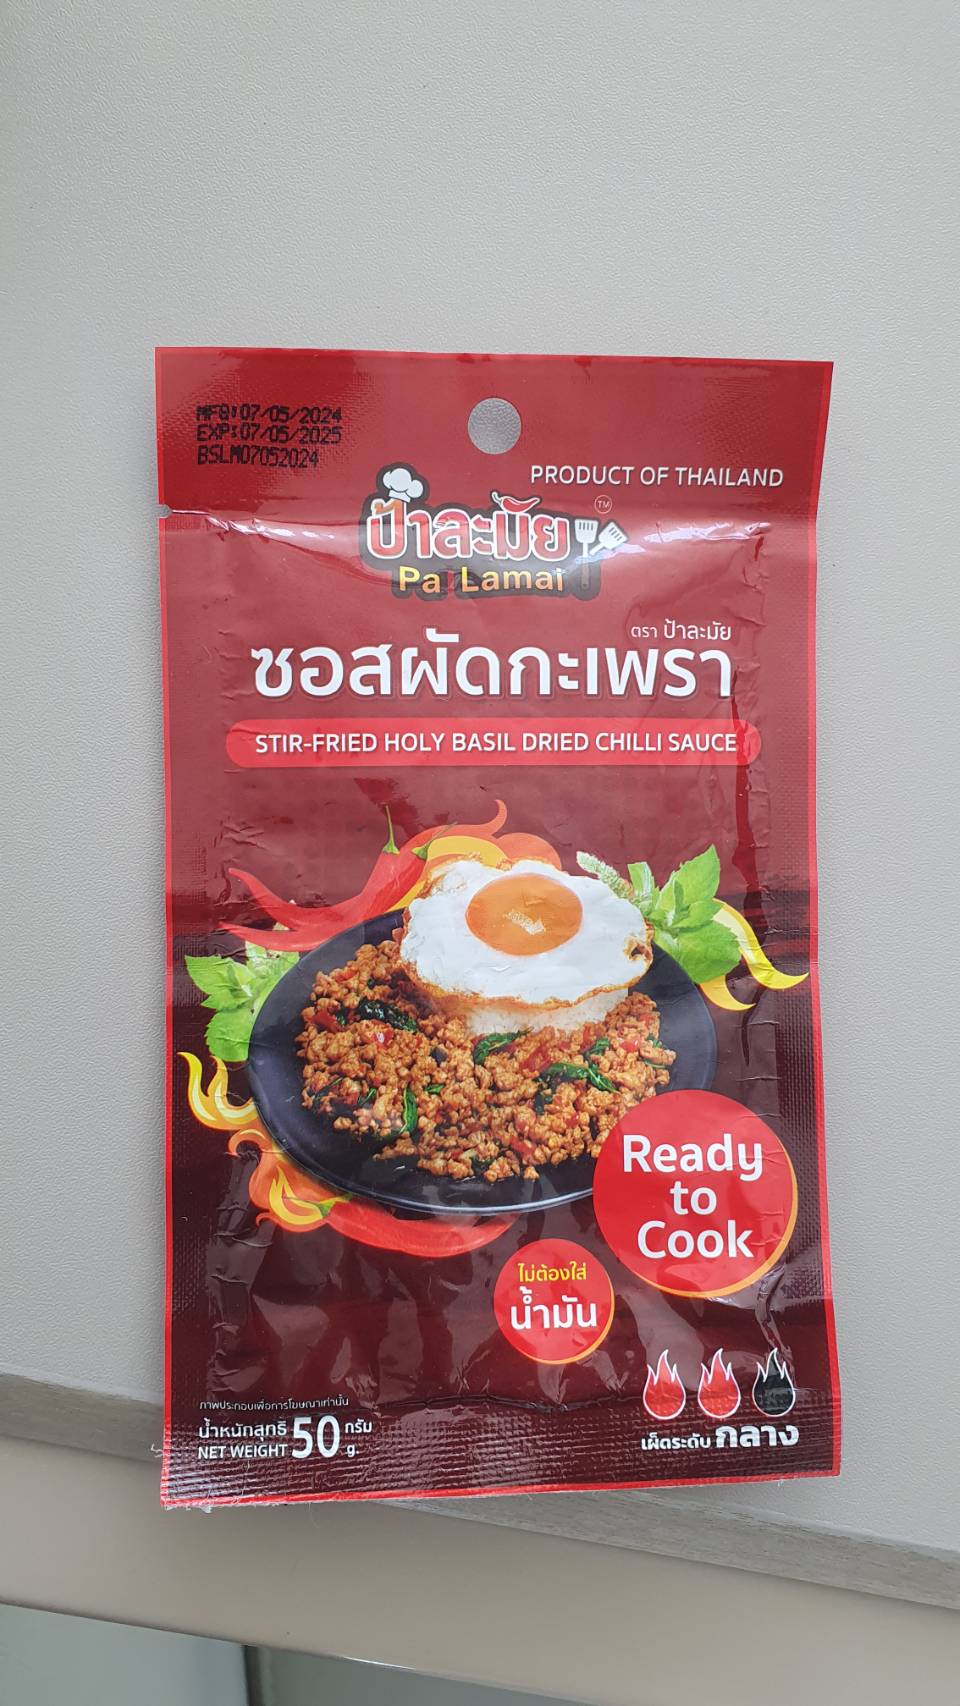 MFG:07/05/2024
EXP:07/05/2025
BSLM07052024
PRODUCT OF THAILAND
ป้าละมัย
TM
Pa Lamai
ตรา ป้าละมัย
ซอสผัดกะเพรา
STIR-FRIED HOLY BASIL DRIED CHILLI SAUCE
Ready
to
Cook
ไม่ต้องใส่
น้ำมัน
ภาพประกอบเพื่อการโฆษณาเท่านั้น
น้ำหนักสุทธิ 50 กรัม
NET WEIGHT g.
เผ็ดระดับ กลาง